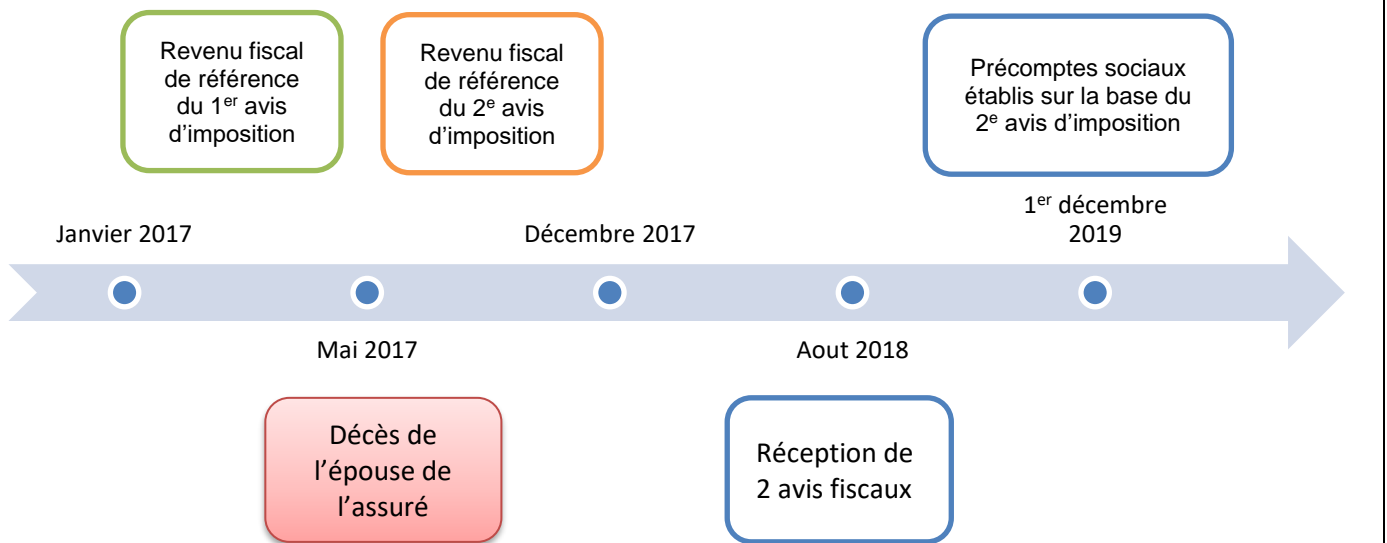 Revenu fiscal
de référence
du 1er avis
d'imposition
Revenu fiscal
de référence
du 2e avis
d'imposition
Précomptes sociaux
établis sur la base du
2e avis d'imposition
Janvier 2017
Décembre 2017
1er décembre
2019
Mai 2017
Aout 2018
Décès de
l'épouse de
l'assuré
Réception de
2 avis fiscaux